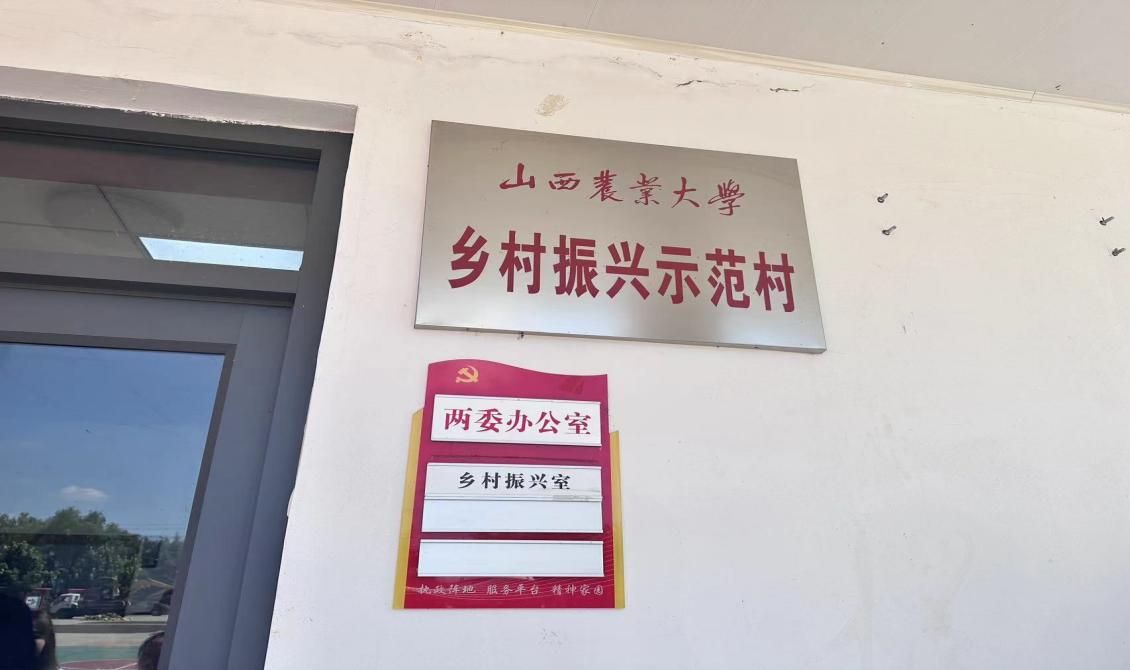 山西農業大學
乡村振兴示范村
两委办公室
乡村振兴室
执政阵地 服务平台 精神家园